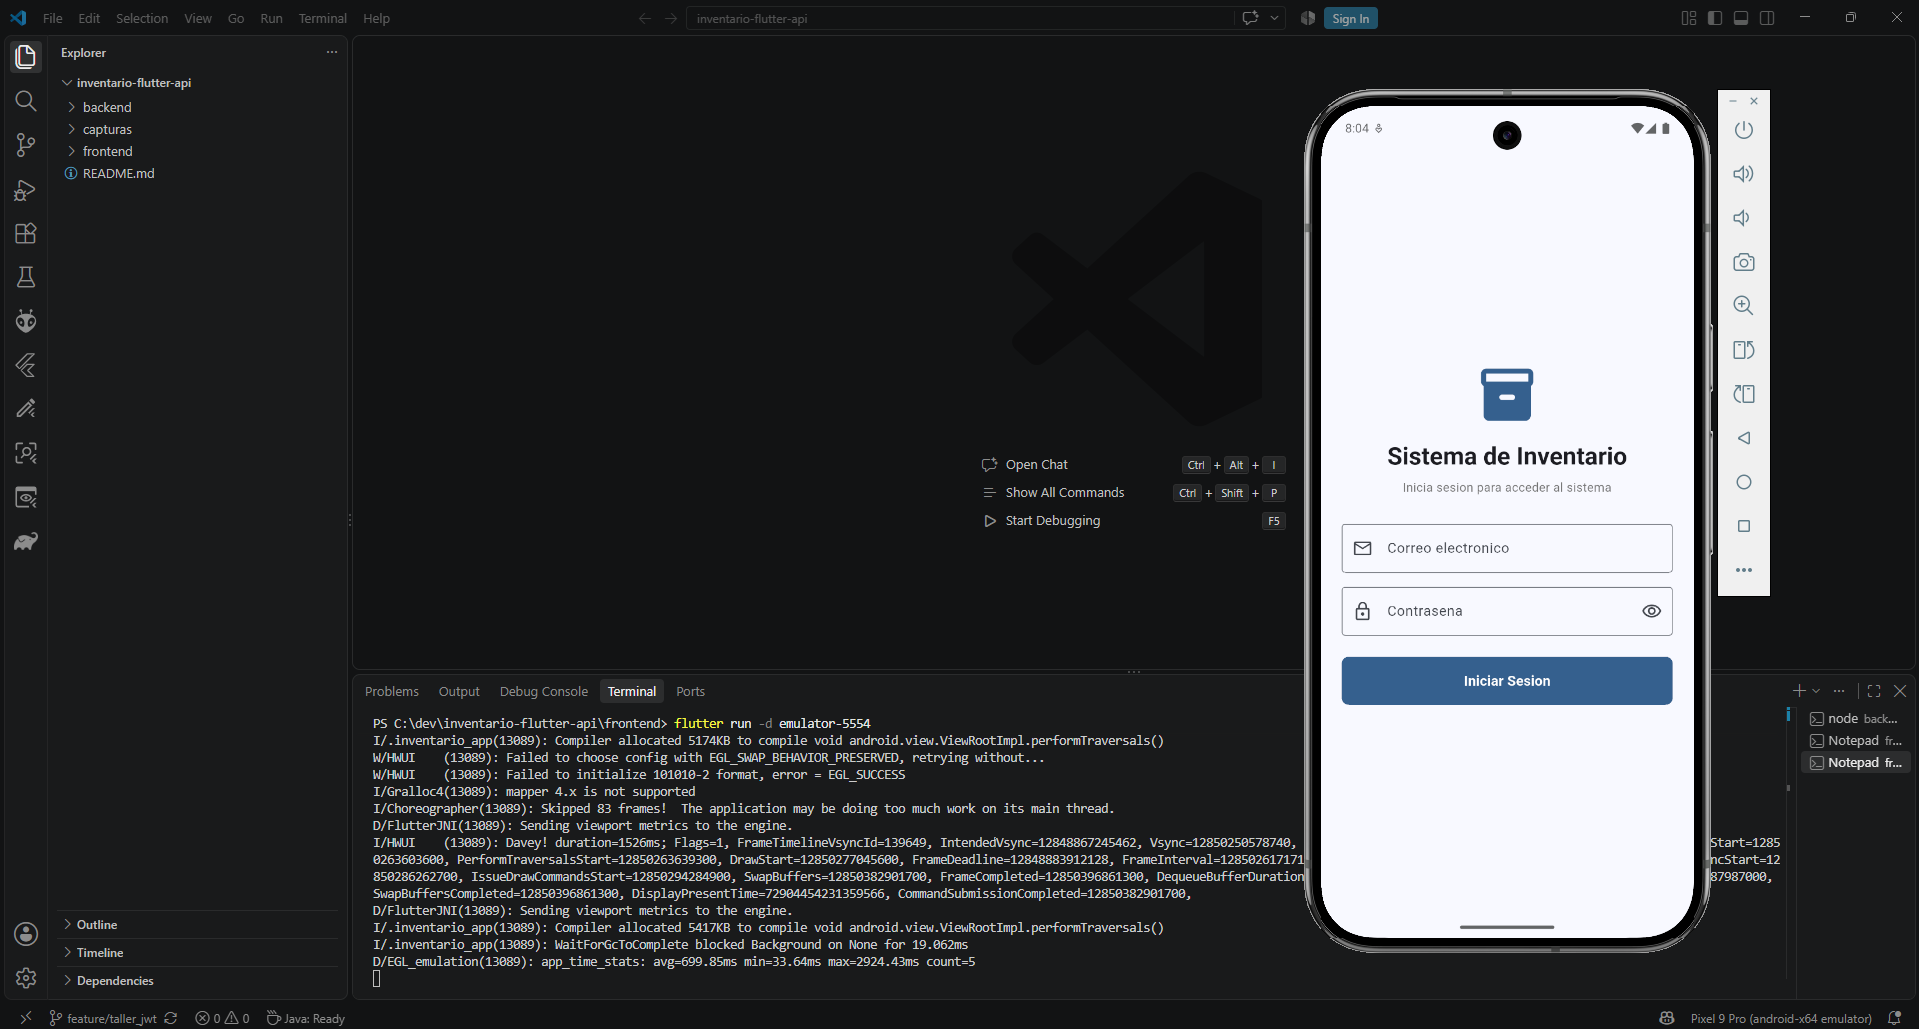 File Edit Selection View Go Run Terminal Help
inventario-flutter-api
Sign In
Explorer
inventario-flutter-api
backend
capturas
frontend
README.md
Open Chat Ctrl + Alt + I
Show All Commands Ctrl + Shift + P
Start Debugging F5
8:04
Sistema de Inventario
Inicia sesion para acceder al sistema
Correo electronico
Contrasena
Iniciar Sesion
Problems Output Debug Console Terminal Ports
PS C:\dev\inventario-flutter-api\frontend> flutter run -d emulator-5554
I/.inventario_app(13089): Compiler allocated 5174KB to compile void android.view.ViewRootImpl.performTraversals()
W/HWUI    (13089): Failed to choose config with EGL_SWAP_BEHAVIOR_PRESERVED, retrying without...
W/HWUI    (13089): Failed to initialize 101010-2 format, error = EGL_SUCCESS
I/Gralloc4(13089): mapper 4.x is not supported
I/Choreographer(13089): Skipped 83 frames!  The application may be doing too much work on its main thread.
D/FlutterJNI(13089): Sending viewport metrics to the engine.
I/HWUI    (13089): Davey! duration=1526ms; Flags=1, FrameTimelineVsyncId=139649, IntendedVsync=12848867245462, Vsync=12850250578740, Start=1285
0263603600, PerformTraversalsStart=12850263639300, DrawStart=12850277045600, FrameDeadline=12848883912128, FrameInterval=128502617171 ncStart=12
850286262700, IssueDrawCommandsStart=12850294284900, SwapBuffers=12850382901700, FrameCompleted=12850396861300, DequeueBufferDuration 87987000,
SwapBuffersCompleted=12850396861300, DisplayPresentTime=72904454231359566, CommandSubmissionCompleted=12850382901700,
D/FlutterJNI(13089): Sending viewport metrics to the engine.
I/.inventario_app(13089): Compiler allocated 5417KB to compile void android.view.ViewRootImpl.performTraversals()
I/.inventario_app(13089): WaitForGcToComplete blocked Background on None for 19.062ms
D/EGL_emulation(13089): app_time_stats: avg=699.85ms min=33.64ms max=2924.43ms count=5
node back...
Notepad fr...
Notepad fr...
Outline
Timeline
Dependencies
feature/taller_jwt 0 0 Java: Ready
Pixel 9 Pro (android-x64 emulator)